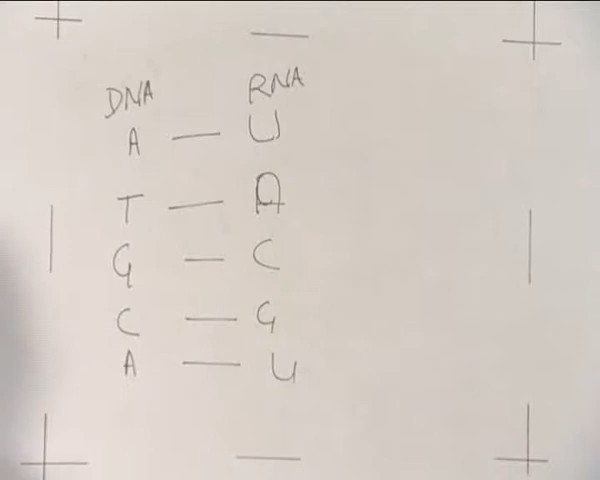 DNA RNA
A — U
T — A
G — C
C — G
A — U